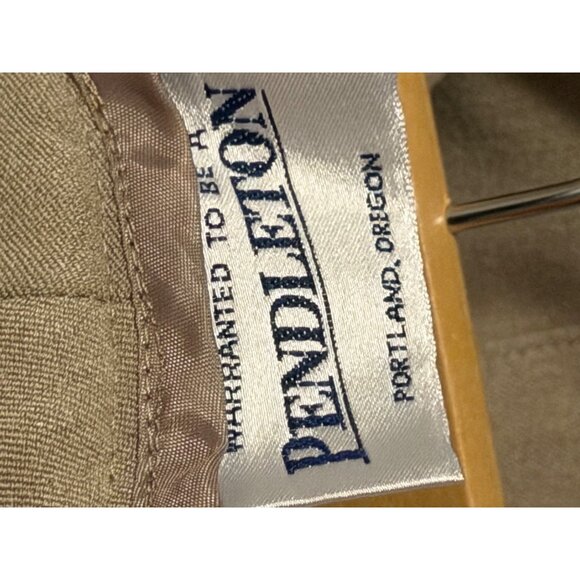 WARRANTED TO BE A
PENDLETON
PORTLAND, OREGON